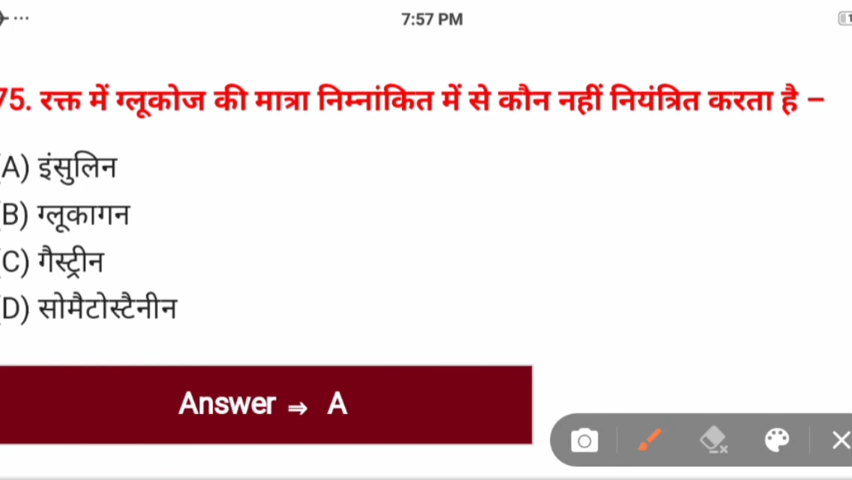 ...
7:57 PM
75. रक्त में ग्लूकोज की मात्रा निम्नांकित में से कौन नहीं नियंत्रित करता है –
(A) इंसुलिन
(B) ग्लूकागन
(C) गैस्ट्रीन
(D) सोमैटोस्टैनीन
Answer ⇒ A